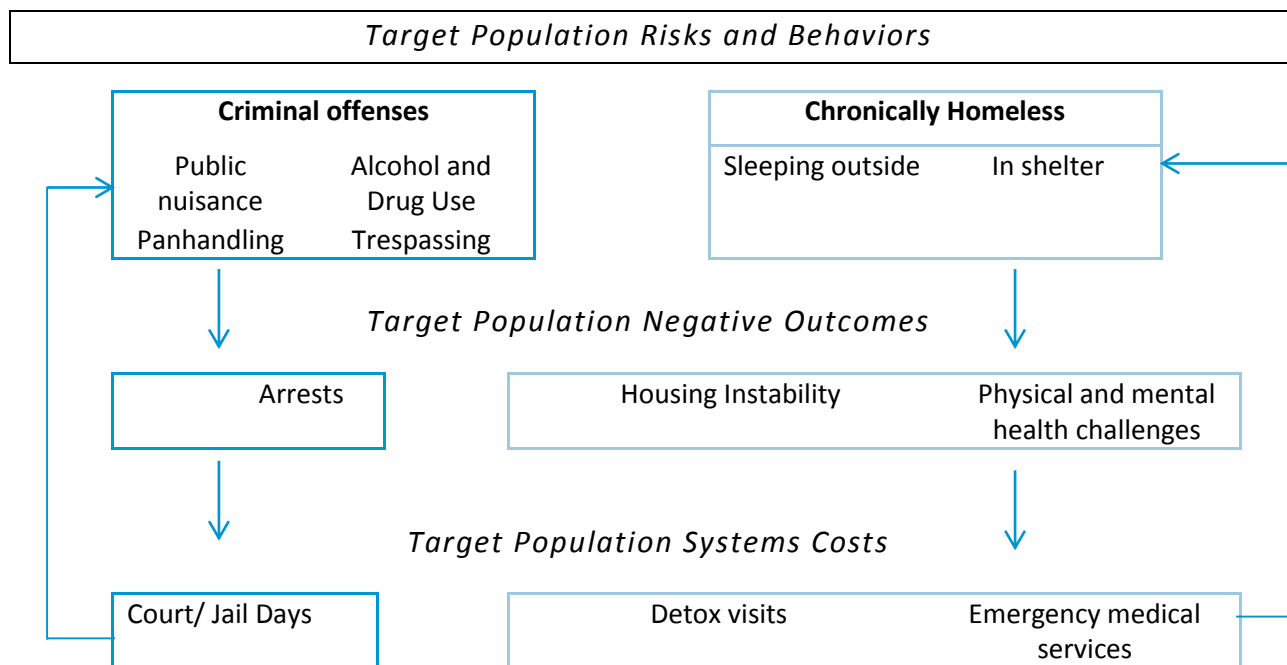 Target Population Risks and Behaviors
Criminal offenses
Public nuisance
Alcohol and Drug Use
Panhandling
Trespassing
Chronically Homeless
Sleeping outside
In shelter
Target Population Negative Outcomes
Arrests
Housing Instability
Physical and mental health challenges
Target Population Systems Costs
Court/ Jail Days
Detox visits
Emergency medical services